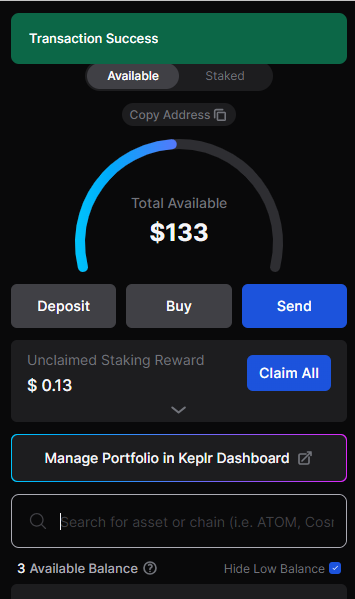 Transaction Success
Available Staked
Copy Address
Total Available
$133
Deposit Buy Send
Unclaimed Staking Reward
$ 0.13
Claim All
Manage Portfolio in Keplr Dashboard
Search for asset or chain (i.e. ATOM, Cosr
3 Available Balance
Hide Low Balance